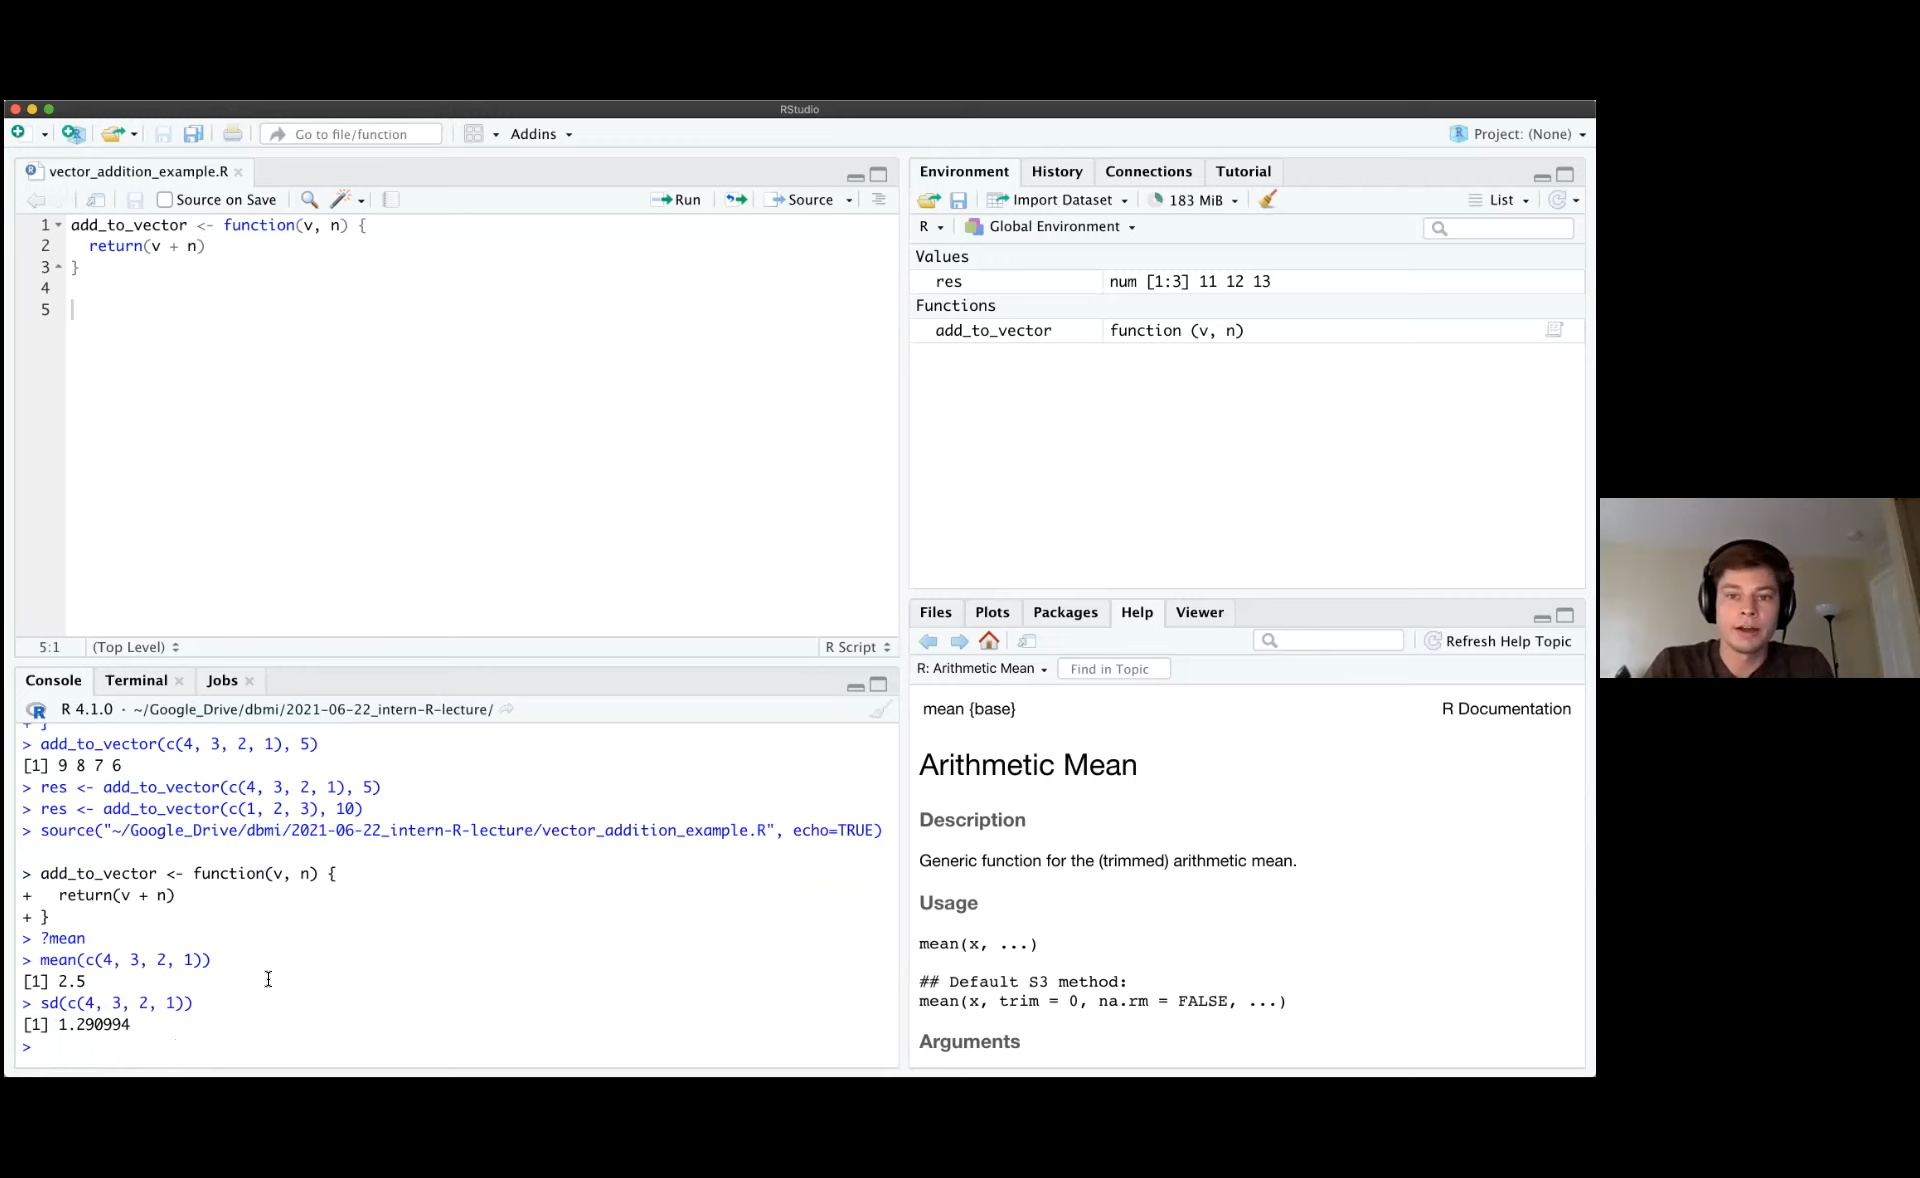 RStudio
Go to file/function
Addins
Project: (None)
vector_addition_example.R
Source on Save
Run
Source
1 add_to_vector <- function(v, n) {
2   return(v + n)
3 }
4
5
5:1 (Top Level)
R Script
Console Terminal Jobs
R 4.1.0 · ~/Google_Drive/dbmi/2021-06-22_intern-R-lecture/
+ }
> add_to_vector(c(4, 3, 2, 1), 5)
[1] 9 8 7 6
> res <- add_to_vector(c(4, 3, 2, 1), 5)
> res <- add_to_vector(c(1, 2, 3), 10)
> source("~/Google_Drive/dbmi/2021-06-22_intern-R-lecture/vector_addition_example.R", echo=TRUE)
> add_to_vector <- function(v, n) {
+   return(v + n)
+ }
> ?mean
> mean(c(4, 3, 2, 1))
[1] 2.5
> sd(c(4, 3, 2, 1))
[1] 1.290994
>
Environment History Connections Tutorial
Import Dataset 183 MiB List
R Global Environment
Values
res num [1:3] 11 12 13
Functions
add_to_vector function (v, n)
Files Plots Packages Help Viewer
Refresh Help Topic
R: Arithmetic Mean Find in Topic
mean {base} R Documentation
Arithmetic Mean
Description
Generic function for the (trimmed) arithmetic mean.
Usage
mean(x, ...)
## Default S3 method:
mean(x, trim = 0, na.rm = FALSE, ...)
Arguments